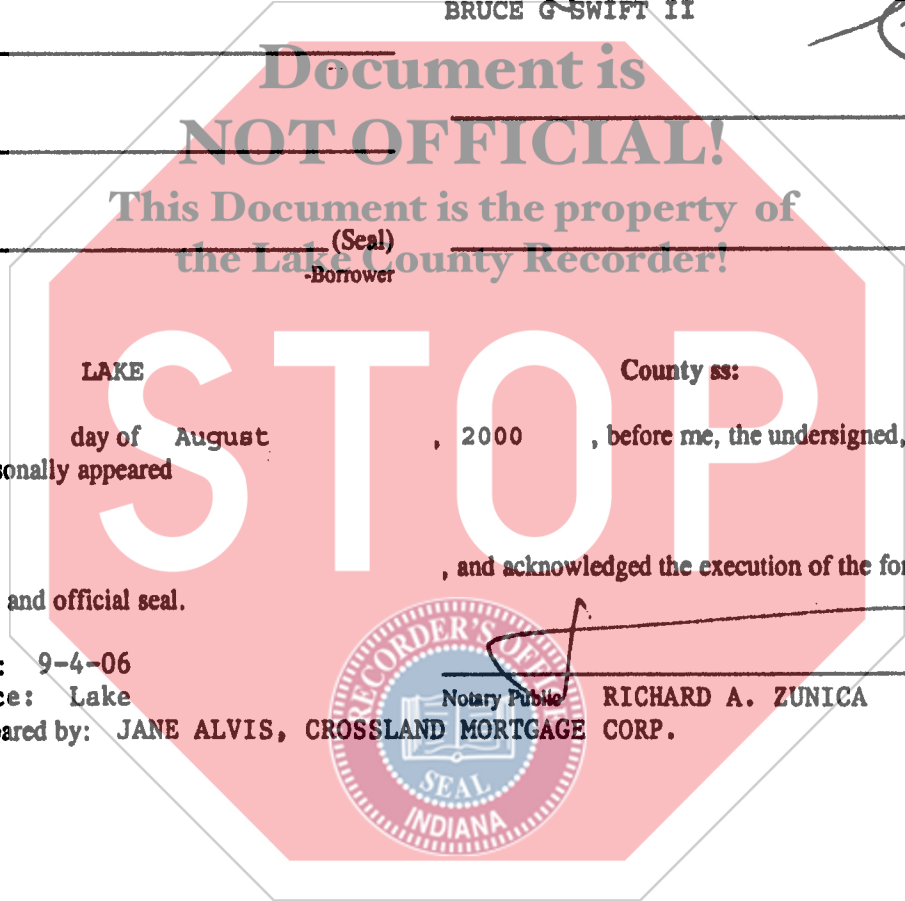 BRUCE G SWIFT II
Document is
NOT OFFICIAL!
This Document is the property of
the Lake County Recorder!
(Seal)
-Borrower
LAKE County ss:
day of August , 2000 , before me, the undersigned,
sonally appeared
STOP
, and acknowledged the execution of the for
and official seal.
: 9-4-06
ce: Lake
Notary Public RICHARD A. ZUNICA
ared by: JANE ALVIS, CROSSLAND MORTGAGE CORP.
RECORDER'S OFFICE
SEAL
INDIANA